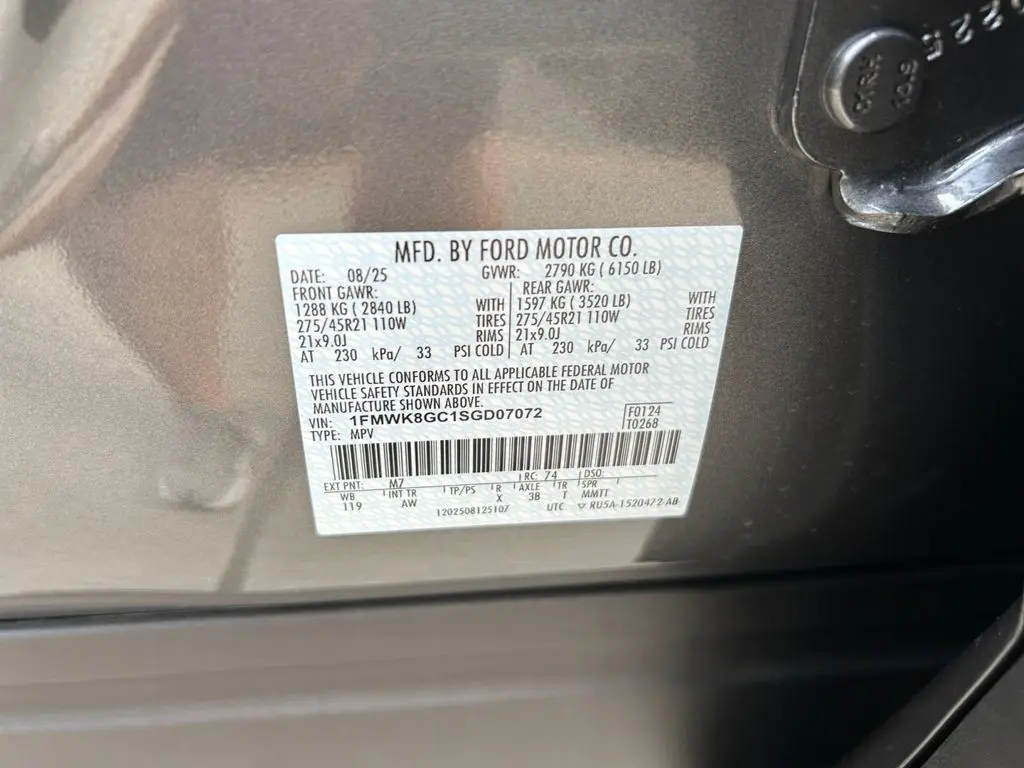 MFD. BY FORD MOTOR CO.
DATE: 08/25 GVWR: 2790 KG ( 6150 LB)
FRONT GAWR: REAR GAWR:
1288 KG ( 2840 LB) WITH 1597 KG ( 3520 LB) WITH
275/45R21 110W TIRES 275/45R21 110W TIRES
21x9.0J RIMS 21x9.0J RIMS
AT 230 kPa/ 33 PSI COLD AT 230 kPa/ 33 PSI COLD
THIS VEHICLE CONFORMS TO ALL APPLICABLE FEDERAL MOTOR
VEHICLE SAFETY STANDARDS IN EFFECT ON THE DATE OF
MANUFACTURE SHOWN ABOVE.
VIN: 1FMWK8GC1SGD07072 F0124
TYPE: MPV T0268
EXT PNT: M7 RC: 74 DSO:
WB INT TR TP/PS R AXLE TR SPR
119 AW X 3B T MMTT
120250812510 7 UTC ▽ RU5A-1520472-AB
10.9